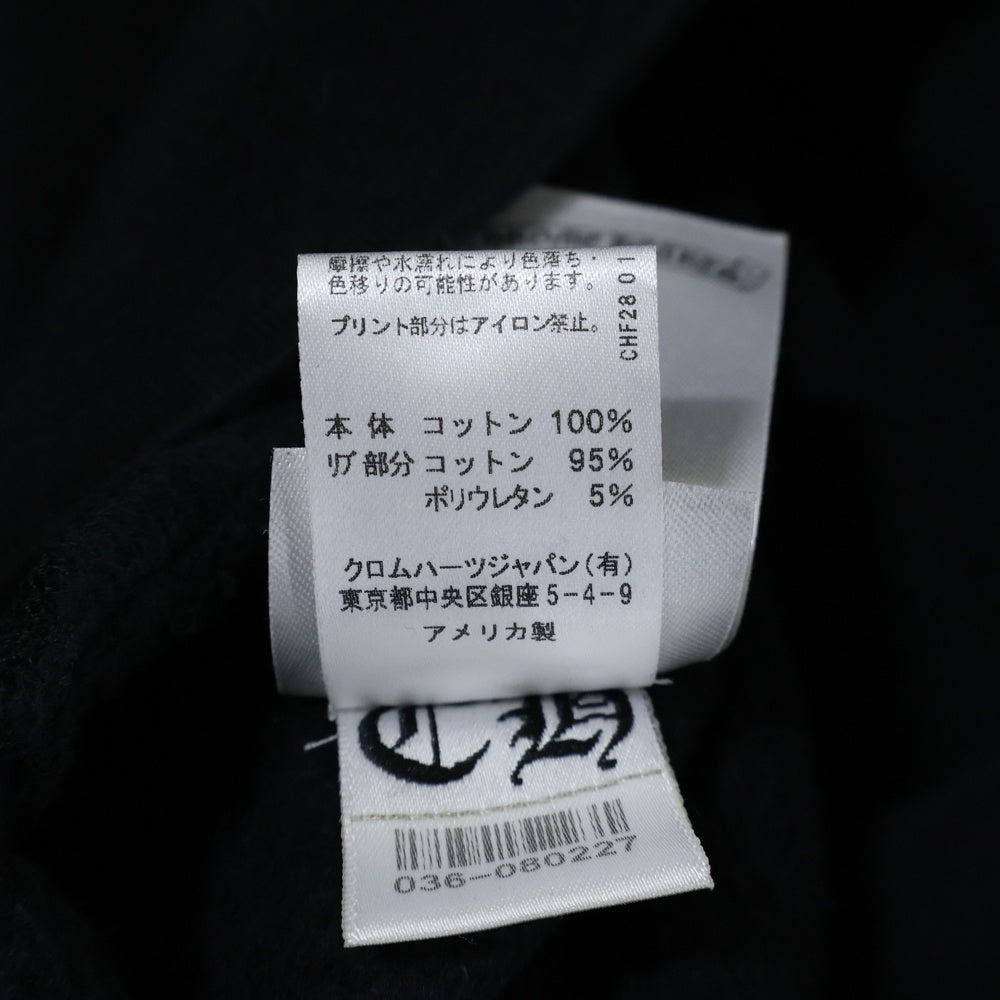 摩擦や水濡れにより色落ち・
色移りの可能性があります。
プリント部分はアイロン禁止。
CHF28 01
本体 コットン 100%
リブ部分 コットン 95%
ポリウレタン 5%
クロムハーツジャパン(有)
東京都中央区銀座5-4-9
アメリカ製
CH
036-080227